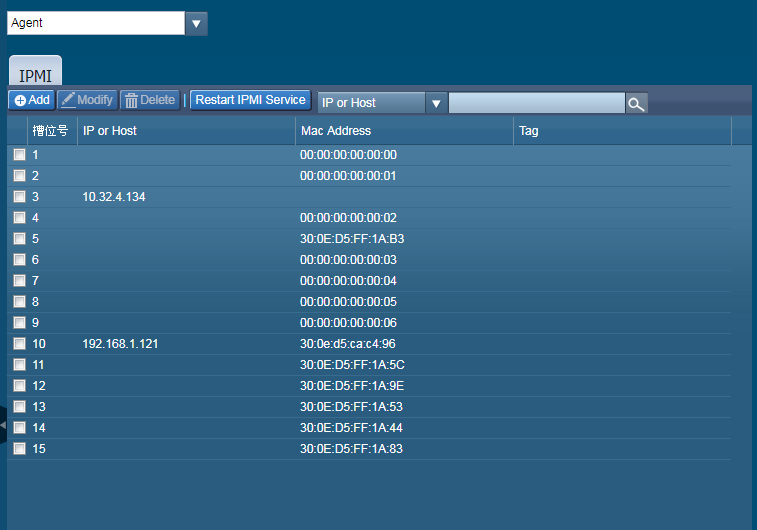 Agent
IPMI
Add Modify Delete | Restart IPMI Service IP or Host
槽位号 IP or Host Mac Address Tag
1 00:00:00:00:00:00
2 00:00:00:00:00:01
3 10.32.4.134
4 00:00:00:00:00:02
5 30:0E:D5:FF:1A:B3
6 00:00:00:00:00:03
7 00:00:00:00:00:04
8 00:00:00:00:00:05
9 00:00:00:00:00:06
10 192.168.1.121 30:0e:d5:ca:c4:96
11 30:0E:D5:FF:1A:5C
12 30:0E:D5:FF:1A:9E
13 30:0E:D5:FF:1A:53
14 30:0E:D5:FF:1A:44
15 30:0E:D5:FF:1A:83